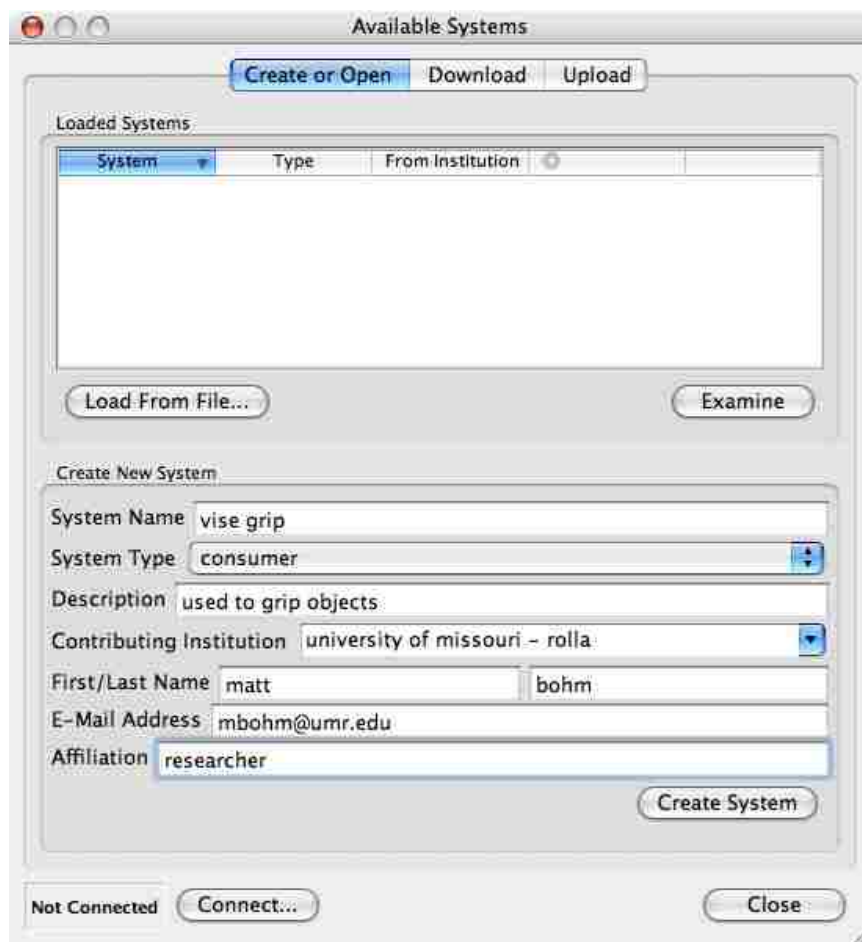 Available Systems
Create or Open Download Upload
Loaded Systems
System Type From Institution
Load From File... Examine
Create New System
System Name vise grip
System Type consumer
Description used to grip objects
Contributing Institution university of missouri - rolla
First/Last Name matt bohm
E-Mail Address mbohm@umr.edu
Affiliation researcher
Create System
Not Connected Connect... Close